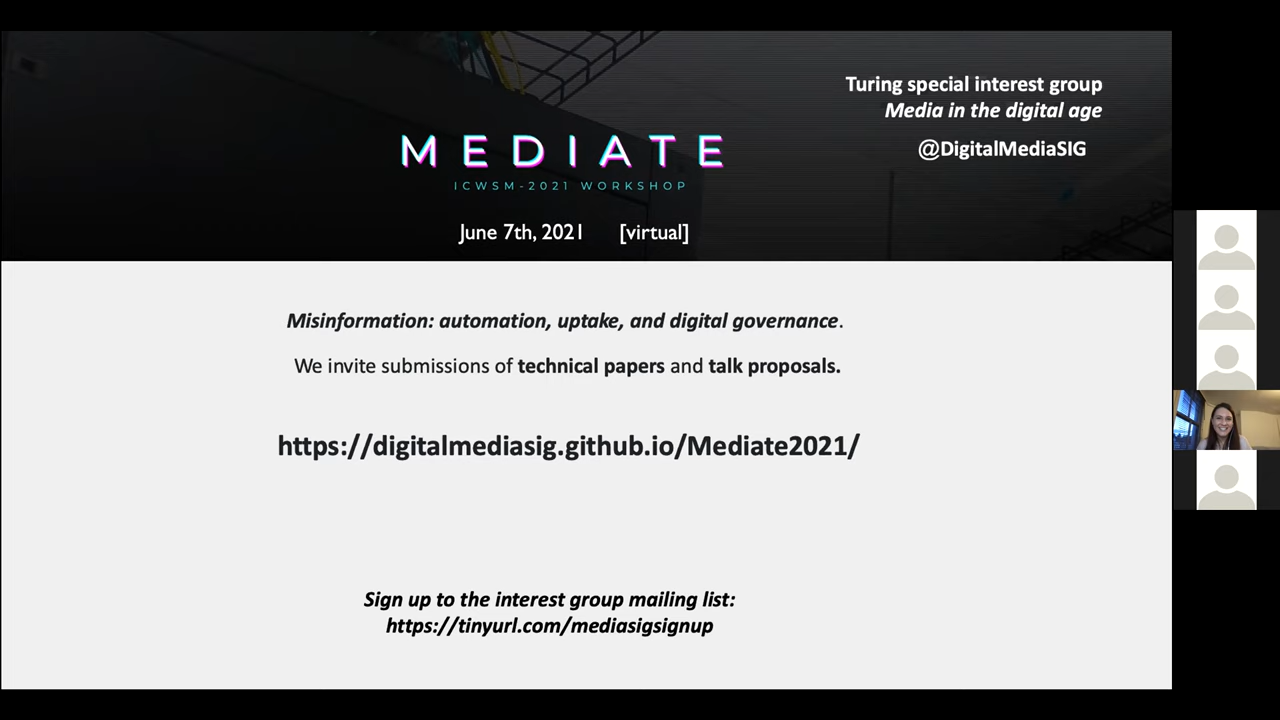 Turing special interest group
Media in the digital age
@DigitalMediaSIG
MEDIATE
ICWSM-2021 WORKSHOP
June 7th, 2021 [virtual]
Misinformation: automation, uptake, and digital governance.
We invite submissions of technical papers and talk proposals.
https://digitalmediasig.github.io/Mediate2021/
Sign up to the interest group mailing list:
https://tinyurl.com/mediasigsignup